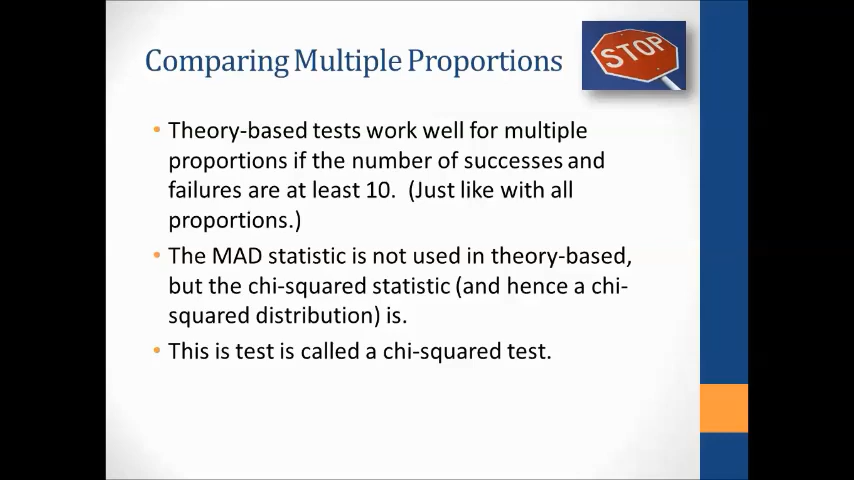 Comparing Multiple Proportions
STOP
• Theory-based tests work well for multiple
proportions if the number of successes and
failures are at least 10.  (Just like with all
proportions.)
• The MAD statistic is not used in theory-based,
but the chi-squared statistic (and hence a chi-
squared distribution) is.
• This is test is called a chi-squared test.